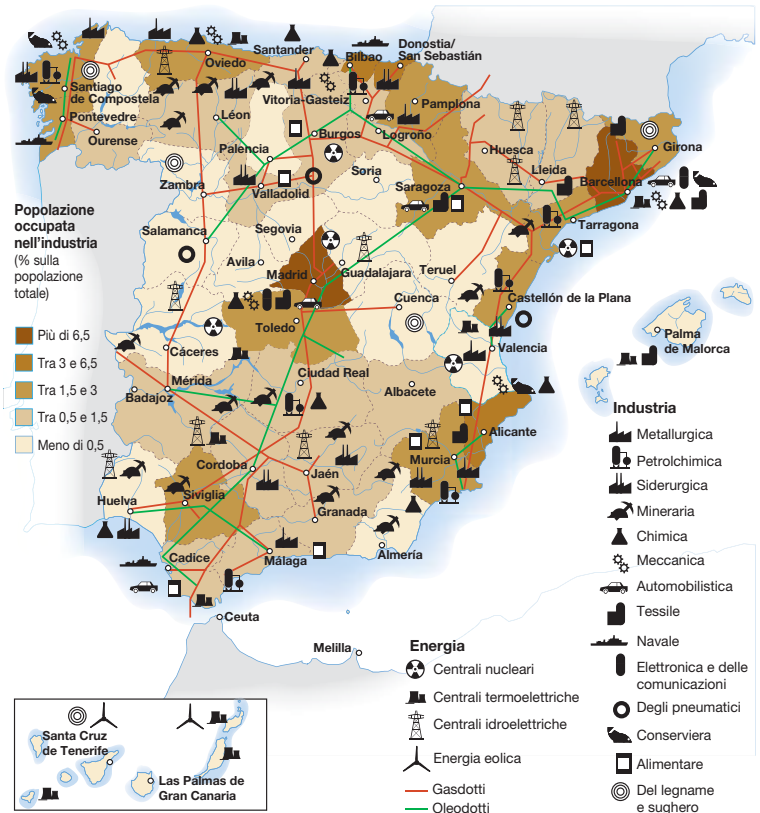 Donostia/
San Sebastián
Santander
Bilbao
Oviedo
Santiago
de Compostela
Vitoria-Gasteiz
Pamplona
Pontevedre
Léon
Burgos
Logroño
Ourense
Palencia
Huesca
Girona
Soria
Lleida
Barcellona
Zambra
Valladolid
Saragoza
Tarragona
Popolazione
occupata
nell'industria
(% sulla
popolazione
totale)
Salamanca
Segovia
Avila
Madrid
Guadalajara
Teruel
Cuenca
Castellón de la Plana
Toledo
Più di 6,5
Tra 3 e 6,5
Tra 1,5 e 3
Tra 0,5 e 1,5
Meno di 0,5
Palma
de Malorca
Cáceres
Valencia
Mérida
Ciudad Real
Badajoz
Albacete
Alicante
Murcia
Cordoba
Jaén
Huelva
Siviglia
Granada
Cadice
Málaga
Almería
Ceuta
Melilla
Industria
Metallurgica
Petrolchimica
Siderurgica
Mineraria
Chimica
Meccanica
Automobilistica
Tessile
Navale
Elettronica e delle
comunicazioni
Degli pneumatici
Conserviera
Alimentare
Del legname
e sughero
Energia
Centrali nucleari
Centrali termoelettriche
Centrali idroelettriche
Energia eolica
Gasdotti
Oleodotti
Santa Cruz
de Tenerife
Las Palmas de
Gran Canaria